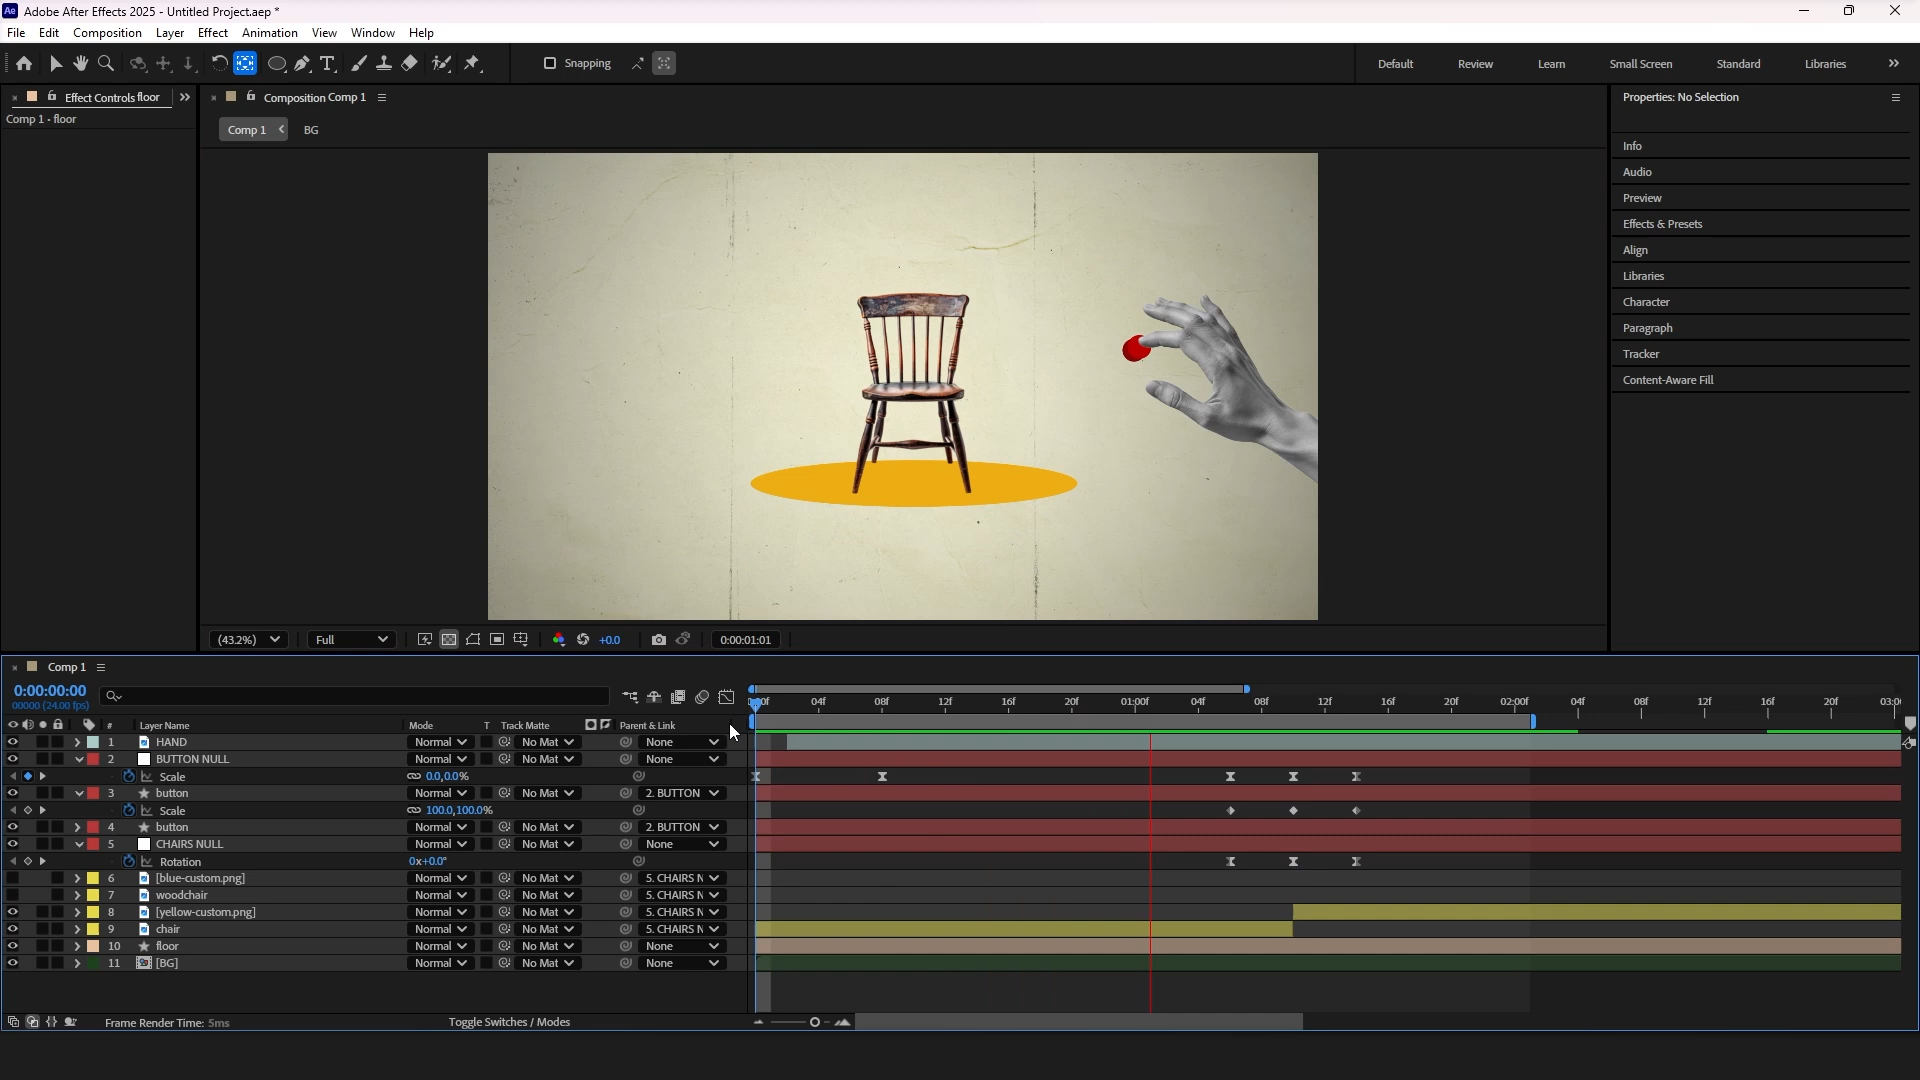 Ae Adobe After Effects 2025 - Untitled Project.aep *
File Edit Composition Layer Effect Animation View Window Help
Snapping Default Review Learn Small Screen Standard Libraries
Effect Controls floor Composition Comp 1 Properties: No Selection
Comp 1 • floor
Comp 1 BG
Info
Audio
Preview
Effects & Presets
Align
Libraries
Character
Paragraph
Tracker
Content-Aware Fill
(43.2%) Full +0.0 0:00:01:01
Comp 1
0:00:00:00
00000 (24.00 fps)
04f 08f 12f 16f 20f 01:00f 04f 08f 12f 16f 20f 02:00f 04f 08f 12f 16f 20f
# Layer Name Mode T Track Matte Parent & Link
1 HAND Normal No Mat None
2 BUTTON NULL Normal No Mat None
Scale 0.0,0.0%
3 button Normal No Mat 2. BUTTON
Scale 100.0,100.0%
4 button Normal No Mat 2. BUTTON
5 CHAIRS NULL Normal No Mat None
Rotation 0x+0.0°
6 [blue-custom.png] Normal No Mat 5. CHAIRS N
7 woodchair Normal No Mat 5. CHAIRS N
8 [yellow-custom.png] Normal No Mat 5. CHAIRS N
9 chair Normal No Mat 5. CHAIRS N
10 floor Normal No Mat None
11 [BG] Normal No Mat None
Frame Render Time: 5ms Toggle Switches / Modes